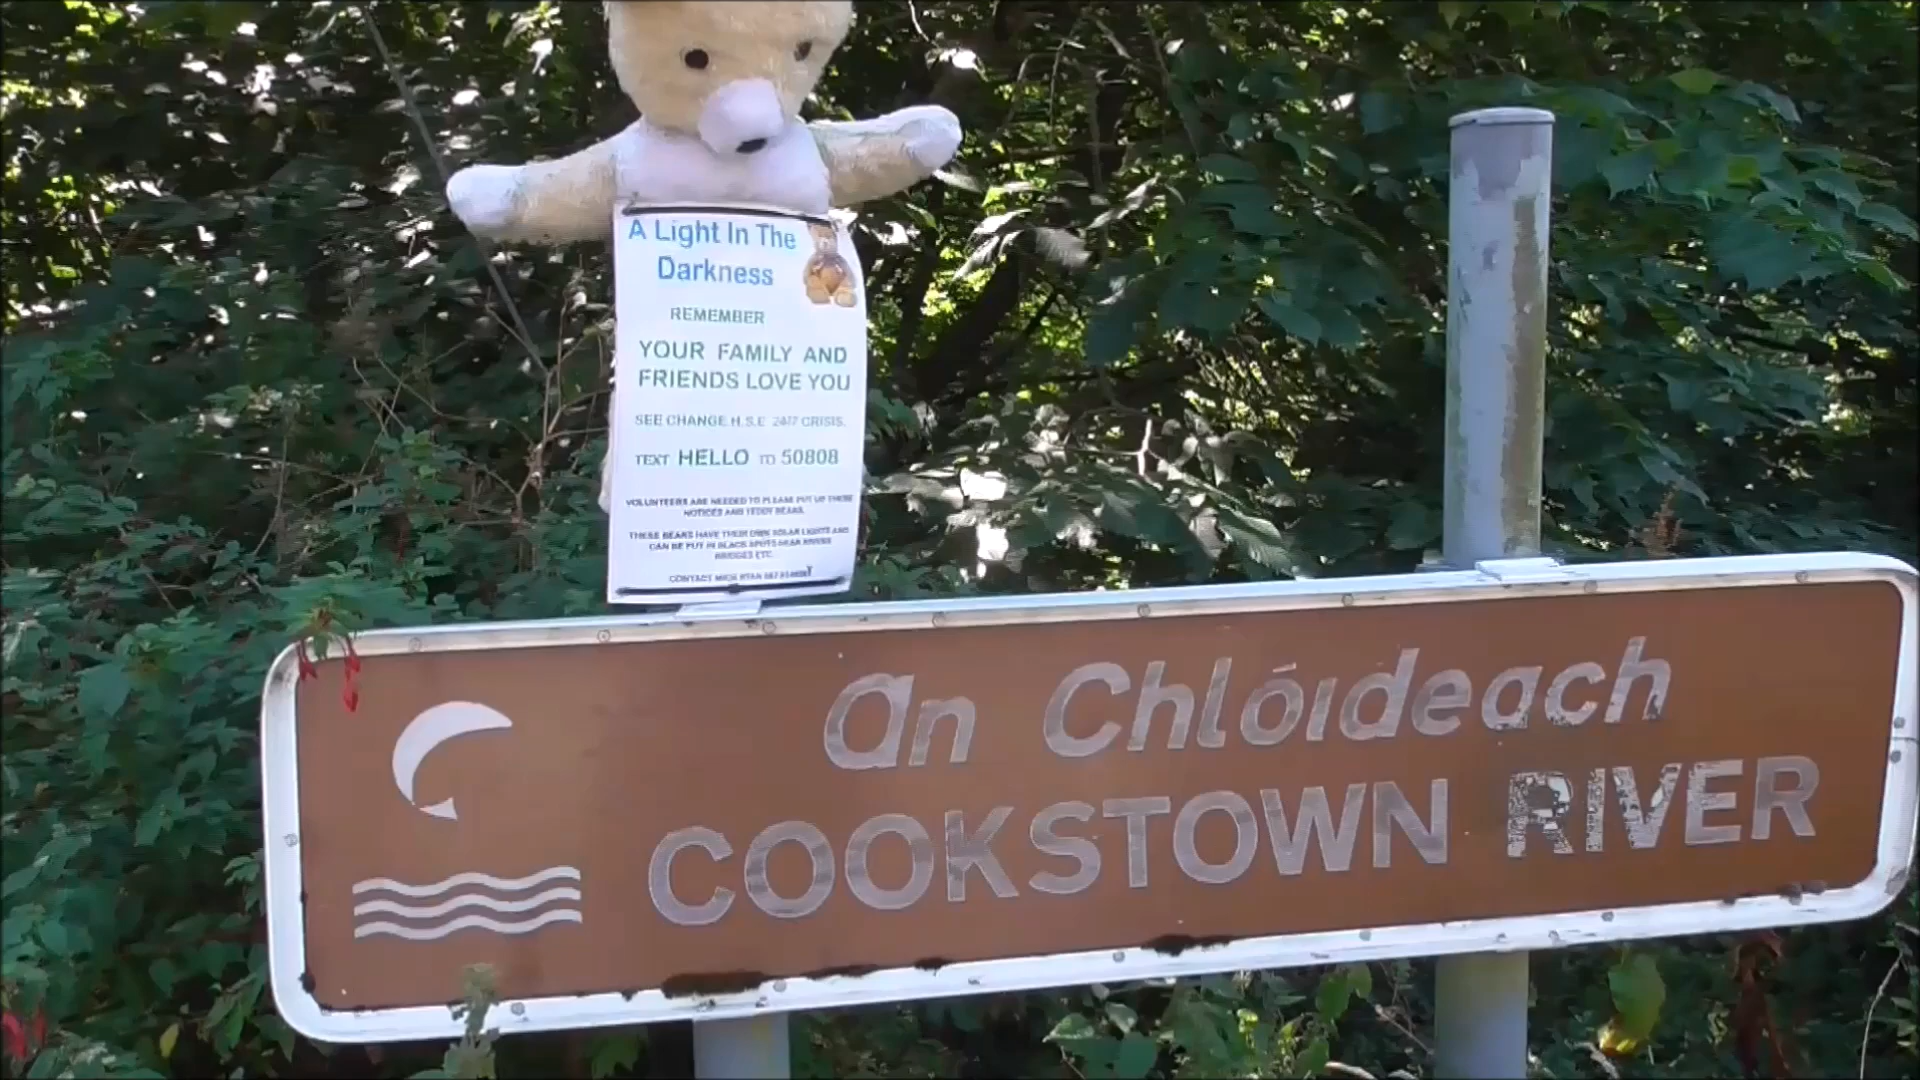 A Light In The
Darkness
REMEMBER
YOUR FAMILY AND
FRIENDS LOVE YOU
SEE CHANGE H.S.E 24/7 CRISIS.
TEXT HELLO TO 50808
VOLUNTEERS ARE NEEDED TO PLEASE PUT UP THESE
NOTICES AND TEDDY BEARS.
THESE BEARS HAVE THEIR OWN SOLAR LIGHTS AND
CAN BE PUT IN BLACK SPOTS NEAR RIVERS
BRIDGES ETC.
CONTACT
An Chlóideach
COOKSTOWN RIVER